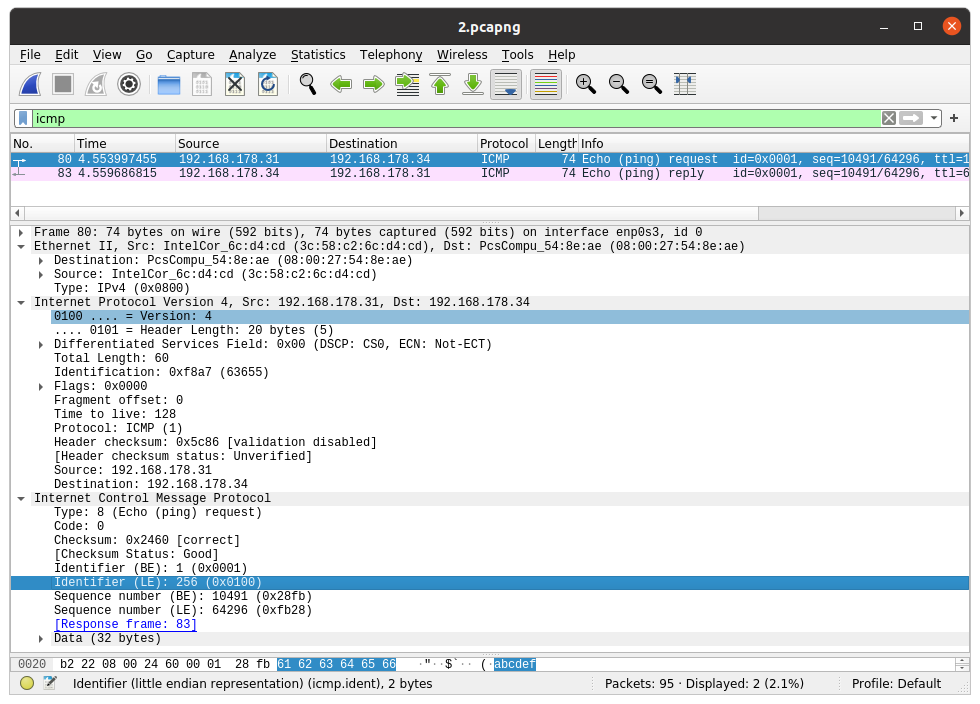 2.pcapng
File Edit View Go Capture Analyze Statistics Telephony Wireless Tools Help
icmp
No. Time Source Destination Protocol Length Info
80 4.553997455 192.168.178.31 192.168.178.34 ICMP 74 Echo (ping) request id=0x0001, seq=10491/64296, ttl=1
83 4.559686815 192.168.178.34 192.168.178.31 ICMP 74 Echo (ping) reply id=0x0001, seq=10491/64296, ttl=6
Frame 80: 74 bytes on wire (592 bits), 74 bytes captured (592 bits) on interface enp0s3, id 0
Ethernet II, Src: IntelCor_6c:d4:cd (3c:58:c2:6c:d4:cd), Dst: PcsCompu_54:8e:ae (08:00:27:54:8e:ae)
Destination: PcsCompu_54:8e:ae (08:00:27:54:8e:ae)
Source: IntelCor_6c:d4:cd (3c:58:c2:6c:d4:cd)
Type: IPv4 (0x0800)
Internet Protocol Version 4, Src: 192.168.178.31, Dst: 192.168.178.34
0100 .... = Version: 4
.... 0101 = Header Length: 20 bytes (5)
Differentiated Services Field: 0x00 (DSCP: CS0, ECN: Not-ECT)
Total Length: 60
Identification: 0xf8a7 (63655)
Flags: 0x0000
Fragment offset: 0
Time to live: 128
Protocol: ICMP (1)
Header checksum: 0x5c86 [validation disabled]
[Header checksum status: Unverified]
Source: 192.168.178.31
Destination: 192.168.178.34
Internet Control Message Protocol
Type: 8 (Echo (ping) request)
Code: 0
Checksum: 0x2460 [correct]
[Checksum Status: Good]
Identifier (BE): 1 (0x0001)
Identifier (LE): 256 (0x0100)
Sequence number (BE): 10491 (0x28fb)
Sequence number (LE): 64296 (0xfb28)
[Response frame: 83]
Data (32 bytes)
0020 b2 22 08 00 24 60 00 01 28 fb 61 62 63 64 65 66 ·"··$`·· (·abcdef
Identifier (little endian representation) (icmp.ident), 2 bytes Packets: 95 · Displayed: 2 (2.1%) Profile: Default